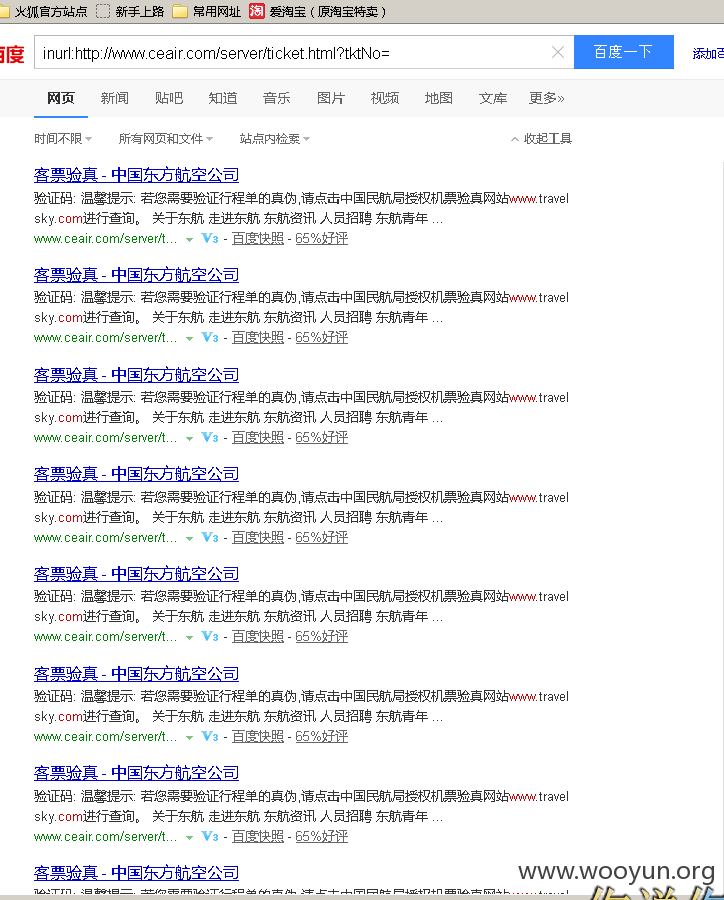 火狐官方站点 新手上路 常用网址 淘 爱淘宝（原淘宝特卖）
百度 inurl:http://www.ceair.com/server/ticket.html?tktNo= 百度一下
网页 新闻 贴吧 知道 音乐 图片 视频 地图 文库 更多»
时间不限 所有网页和文件 站点内检索 收起工具
客票验真 - 中国东方航空公司
验证码: 温馨提示: 若您需要验证行程单的真伪,请点击中国民航局授权机票验真网站www.travel
sky.com进行查询。 关于东航 走进东航 东航资讯 人员招聘 东航青年 ...
www.ceair.com/server/t... V3 - 百度快照 - 65%好评
客票验真 - 中国东方航空公司
验证码: 温馨提示: 若您需要验证行程单的真伪,请点击中国民航局授权机票验真网站www.travel
sky.com进行查询。 关于东航 走进东航 东航资讯 人员招聘 东航青年 ...
www.ceair.com/server/t... V3 - 百度快照 - 65%好评
客票验真 - 中国东方航空公司
验证码: 温馨提示: 若您需要验证行程单的真伪,请点击中国民航局授权机票验真网站www.travel
sky.com进行查询。 关于东航 走进东航 东航资讯 人员招聘 东航青年 ...
www.ceair.com/server/t... V3 - 百度快照 - 65%好评
客票验真 - 中国东方航空公司
验证码: 温馨提示: 若您需要验证行程单的真伪,请点击中国民航局授权机票验真网站www.travel
sky.com进行查询。 关于东航 走进东航 东航资讯 人员招聘 东航青年 ...
www.ceair.com/server/t... V3 - 百度快照 - 65%好评
客票验真 - 中国东方航空公司
验证码: 温馨提示: 若您需要验证行程单的真伪,请点击中国民航局授权机票验真网站www.travel
sky.com进行查询。 关于东航 走进东航 东航资讯 人员招聘 东航青年 ...
www.ceair.com/server/t... V3 - 百度快照 - 65%好评
客票验真 - 中国东方航空公司
验证码: 温馨提示: 若您需要验证行程单的真伪,请点击中国民航局授权机票验真网站www.travel
sky.com进行查询。 关于东航 走进东航 东航资讯 人员招聘 东航青年 ...
www.ceair.com/server/t... V3 - 百度快照 - 65%好评
客票验真 - 中国东方航空公司
验证码: 温馨提示: 若您需要验证行程单的真伪,请点击中国民航局授权机票验真网站www.travel
sky.com进行查询。 关于东航 走进东航 东航资讯 人员招聘 东航青年 ...
www.ceair.com/server/t... V3 - 百度快照 - 65%好评
客票验真 - 中国东方航空公司
www.wooyun.org